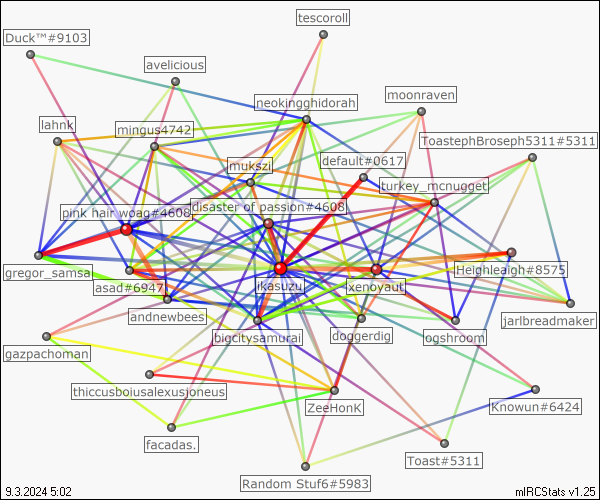 tescoroll
Duck™#9103
avelicious
moonraven
neokingghidorah
lahnk
mingus4742
ToastephBroseph5311#5311
mukszi
default#0617
turkey_mcnugget
disaster of passion#4608
pink hair woag#4608
gregor_samsa
Heighleaigh#8575
asad#6947
ikasuzu
xenoyaut
andnewbees
jarlbreadmaker
bigcitysamurai
doggerdig
ogshroom
gazpachoman
thiccusboiusalexusjoneus
ZeeHonK
Knowun#6424
facadas.
Toast#5311
Random Stuf6#5983
9.3.2024 5:02
mIRCStats v1.25